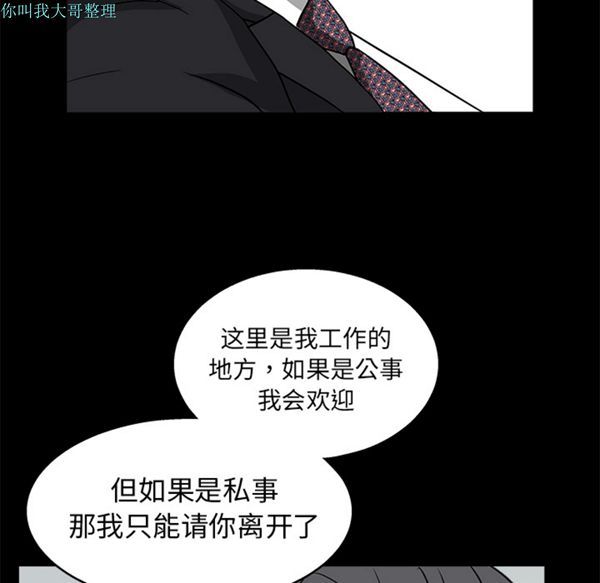 你叫我大哥整理
这里是我工作的
地方，如果是公事
我会欢迎
但如果是私事
那我只能请你离开了